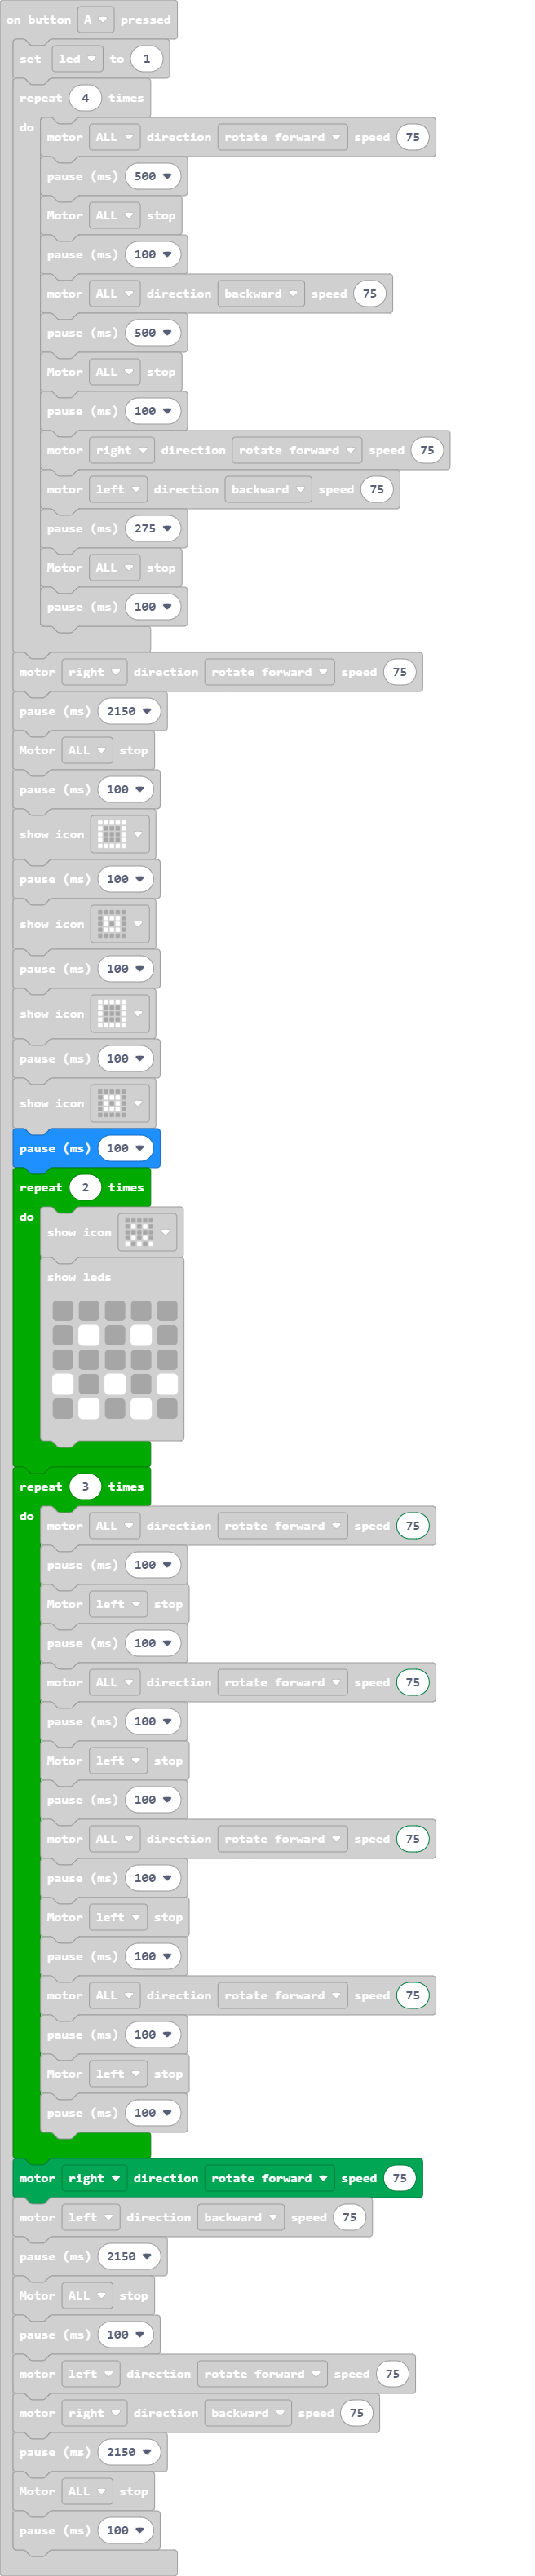 on button A pressed
set led to 1
repeat 4 times
do
motor ALL direction rotate forward speed 75
pause (ms) 500
Motor ALL stop
pause (ms) 100
motor ALL direction backward speed 75
pause (ms) 500
Motor ALL stop
pause (ms) 100
motor right direction rotate forward speed 75
motor left direction backward speed 75
pause (ms) 275
Motor ALL stop
pause (ms) 100
motor right direction rotate forward speed 75
pause (ms) 2150
Motor ALL stop
pause (ms) 100
show icon
pause (ms) 100
show icon
pause (ms) 100
show icon
pause (ms) 100
show icon
pause (ms) 100
repeat 2 times
do
show icon
show leds
repeat 3 times
do
motor ALL direction rotate forward speed 75
pause (ms) 100
Motor left stop
pause (ms) 100
motor ALL direction rotate forward speed 75
pause (ms) 100
Motor left stop
pause (ms) 100
motor ALL direction rotate forward speed 75
pause (ms) 100
Motor left stop
pause (ms) 100
motor ALL direction rotate forward speed 75
pause (ms) 100
Motor left stop
pause (ms) 100
motor right direction rotate forward speed 75
motor left direction backward speed 75
pause (ms) 2150
Motor ALL stop
pause (ms) 100
motor left direction rotate forward speed 75
motor right direction backward speed 75
pause (ms) 2150
Motor ALL stop
pause (ms) 100